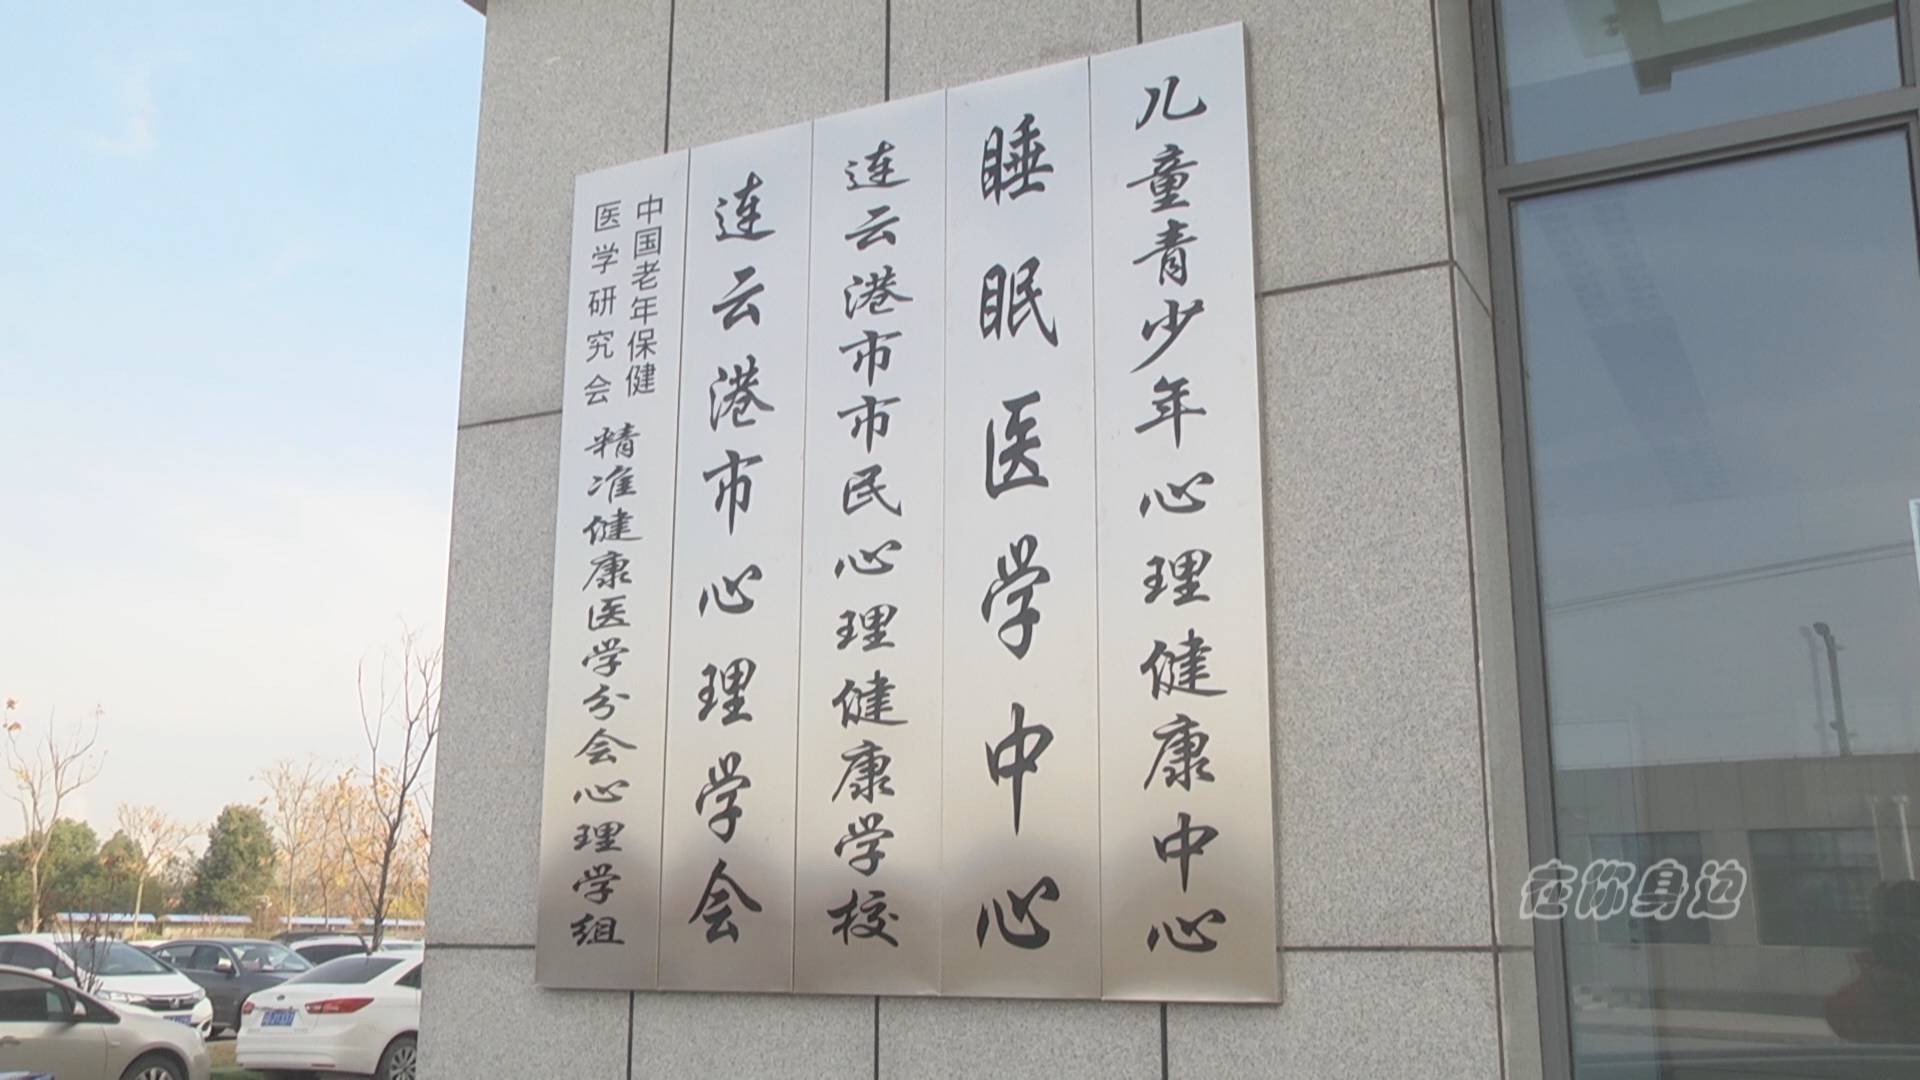 儿童青少年心理健康中心
睡眠医学中心
连云港市市民心理健康学校
连云港市心理学会
中国老年保健
医学研究会
精准健康医学分会心理学组
在你身边